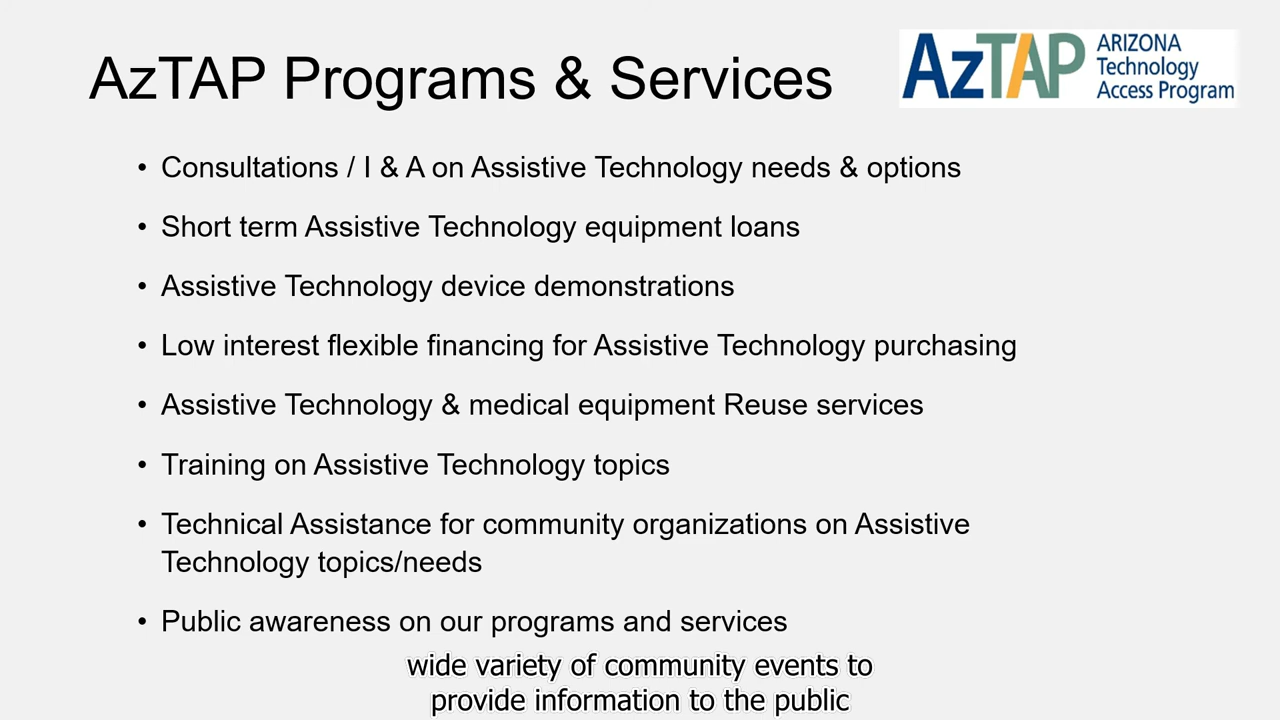 AzTAP Programs & Services
AzTAP ARIZONA
Technology
Access Program
• Consultations / I & A on Assistive Technology needs & options
• Short term Assistive Technology equipment loans
• Assistive Technology device demonstrations
• Low interest flexible financing for Assistive Technology purchasing
• Assistive Technology & medical equipment Reuse services
• Training on Assistive Technology topics
• Technical Assistance for community organizations on Assistive
Technology topics/needs
• Public awareness on our programs and services
wide variety of community events to
provide information to the public